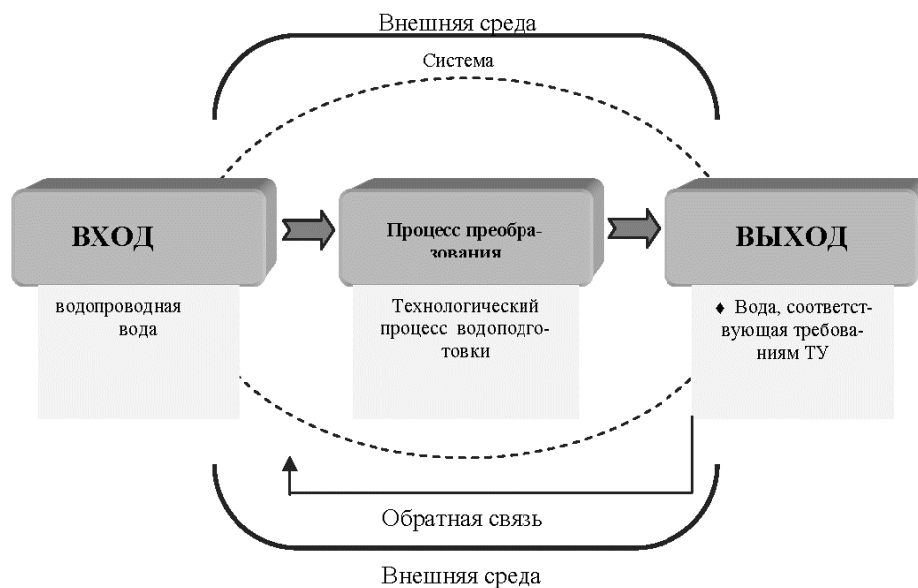 Внешняя среда
Система
ВХОД
Процесс преобра-
зования
ВЫХОД
водопроводная
вода
Технологический
процесс водоподго-
товки
♦ Вода, соответст-
вующая требова-
ниям ТУ
Обратная связь
Внешняя среда